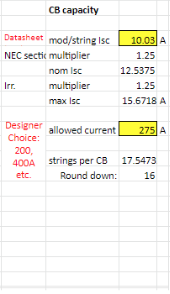 CB capacity
Datasheet mod/string Isc 10.03 A
NEC sectic multiplier 1.25
nom Isc 12.5375
Irr. multiplier 1.25
max Isc 15.6718 A
Designer Choice: 200, 400A etc.
allowed current 275 A
strings per CB 17.5473
Round down: 16